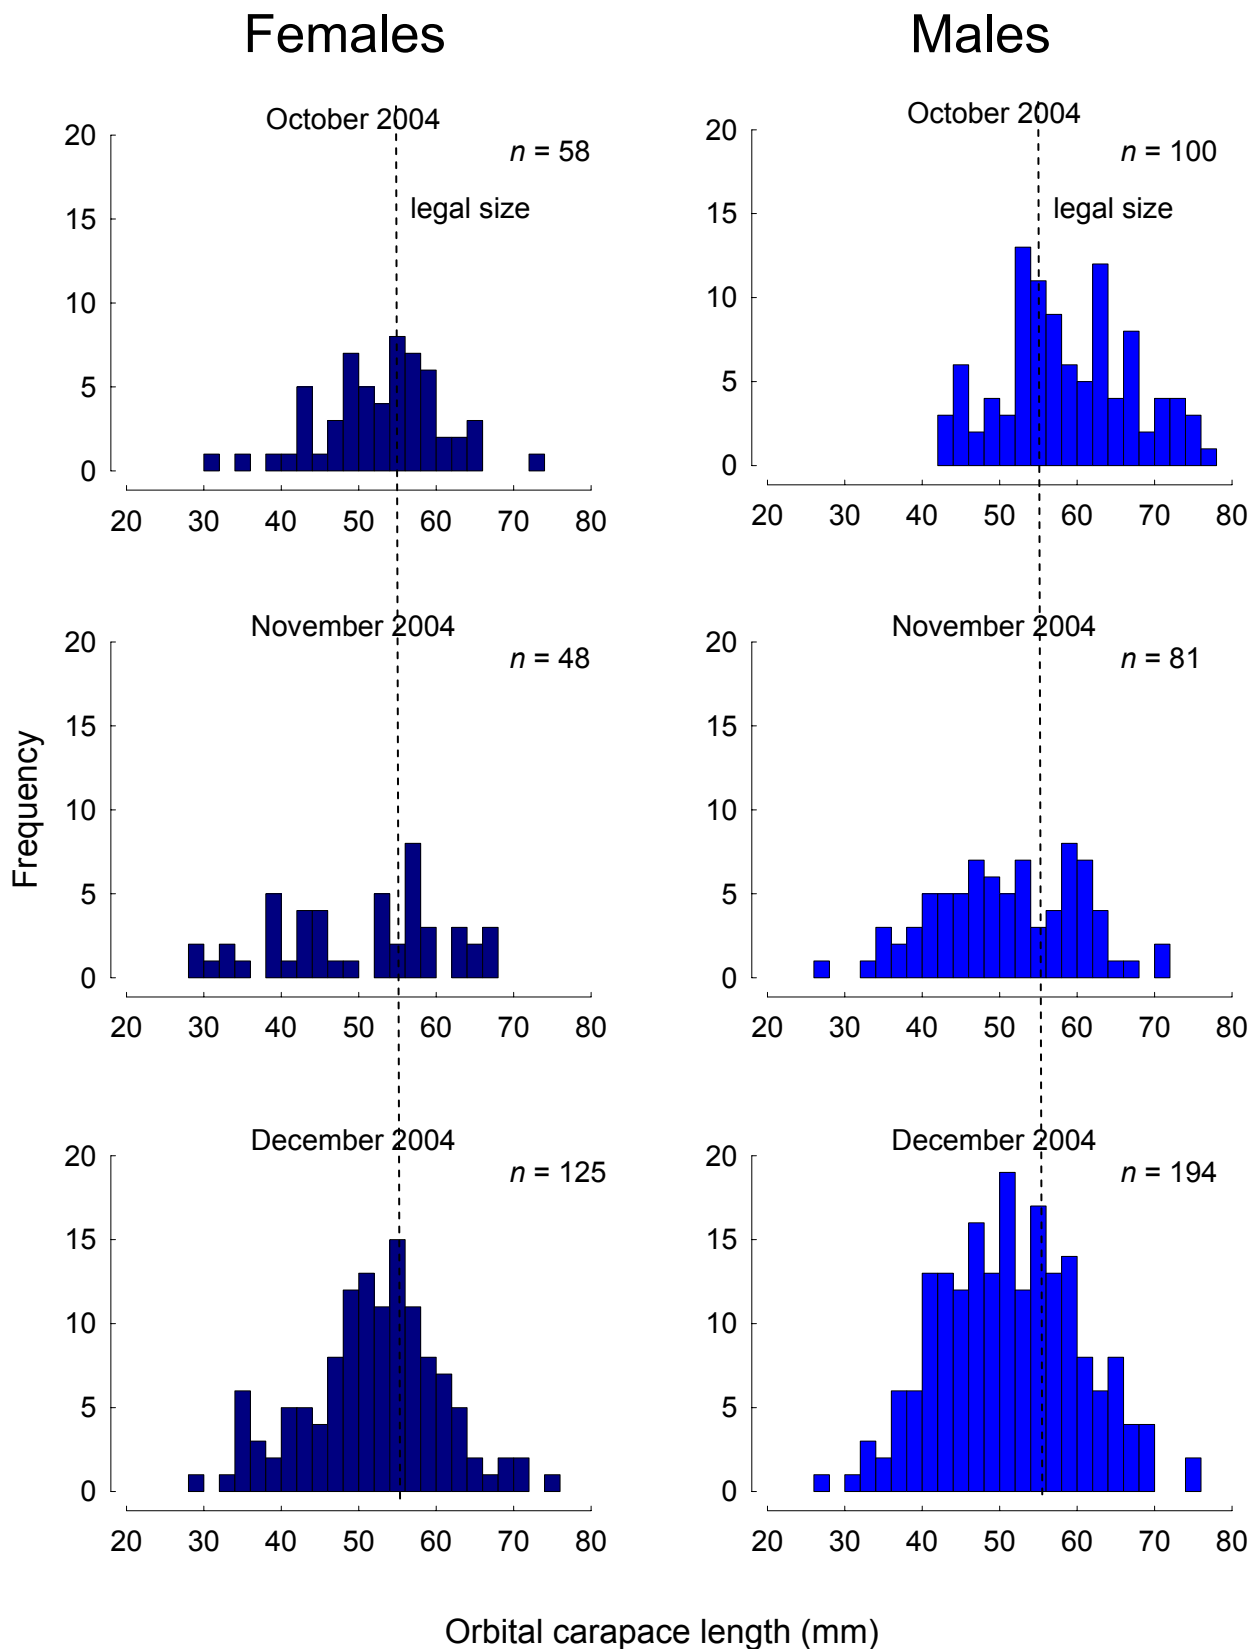 Females Males
October 2004 October 2004
20 n = 58 20 n = 100
15 legal size 15 legal size
10 10
5 5
0 0
20 30 40 50 60 70 80 20 30 40 50 60 70 80
November 2004 November 2004
20 n = 48 20 n = 81
15 15
10 10
5 5
0 0
20 30 40 50 60 70 80 20 30 40 50 60 70 80
Frequency
December 2004 December 2004
20 n = 125 20 n = 194
15 15
10 10
5 5
0 0
20 30 40 50 60 70 80 20 30 40 50 60 70 80
Orbital carapace length (mm)